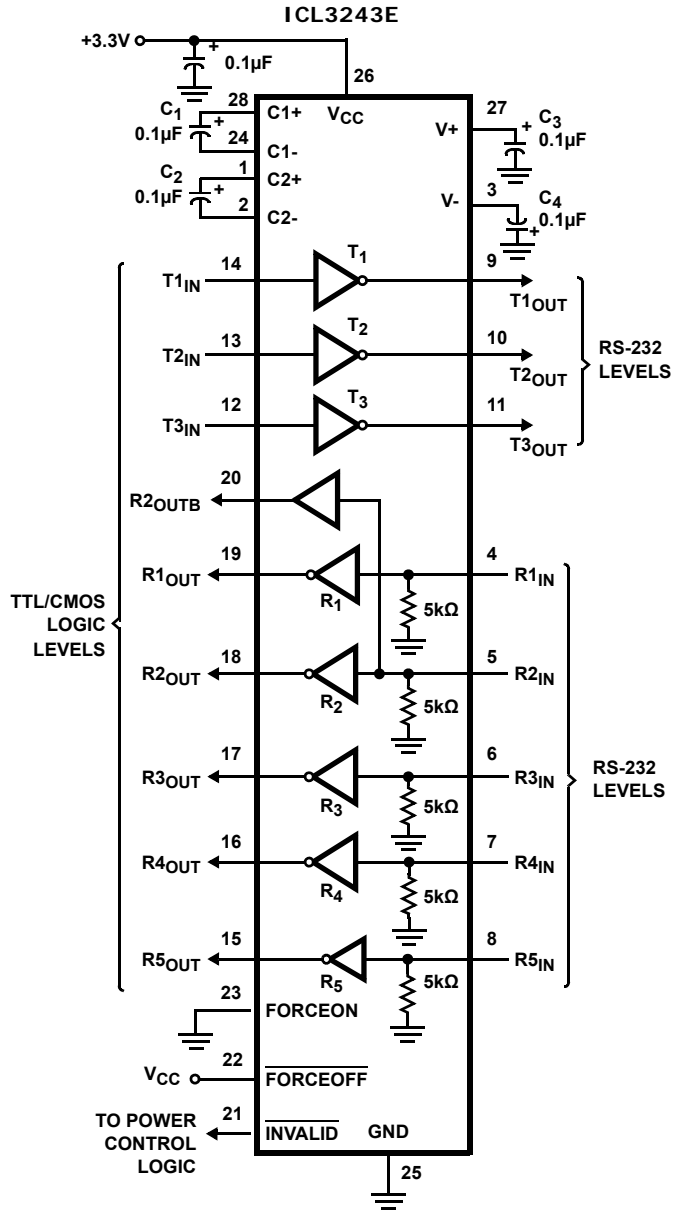 ICL3243E
+3.3V
+
0.1µF
26
C1
0.1µF
+
28
C1+
VCC
24
C1-
C2
0.1µF
+
1
C2+
2
C2-
27
V+
+
C3
0.1µF
3
V-
C4
0.1µF
+
T1IN
14
T1
9
T1OUT
T2IN
13
T2
10
T2OUT
RS-232
LEVELS
T3IN
12
T3
11
T3OUT
R2OUTB
20
R1OUT
19
R1
5kΩ
4
R1IN
TTL/CMOS
LOGIC
LEVELS
R2OUT
18
R2
5kΩ
5
R2IN
R3OUT
17
R3
5kΩ
6
R3IN
RS-232
LEVELS
R4OUT
16
R4
5kΩ
7
R4IN
R5OUT
15
R5
5kΩ
8
R5IN
23
FORCEON
VCC
22
FORCEOFF
TO POWER
CONTROL
LOGIC
21
INVALID
GND
25